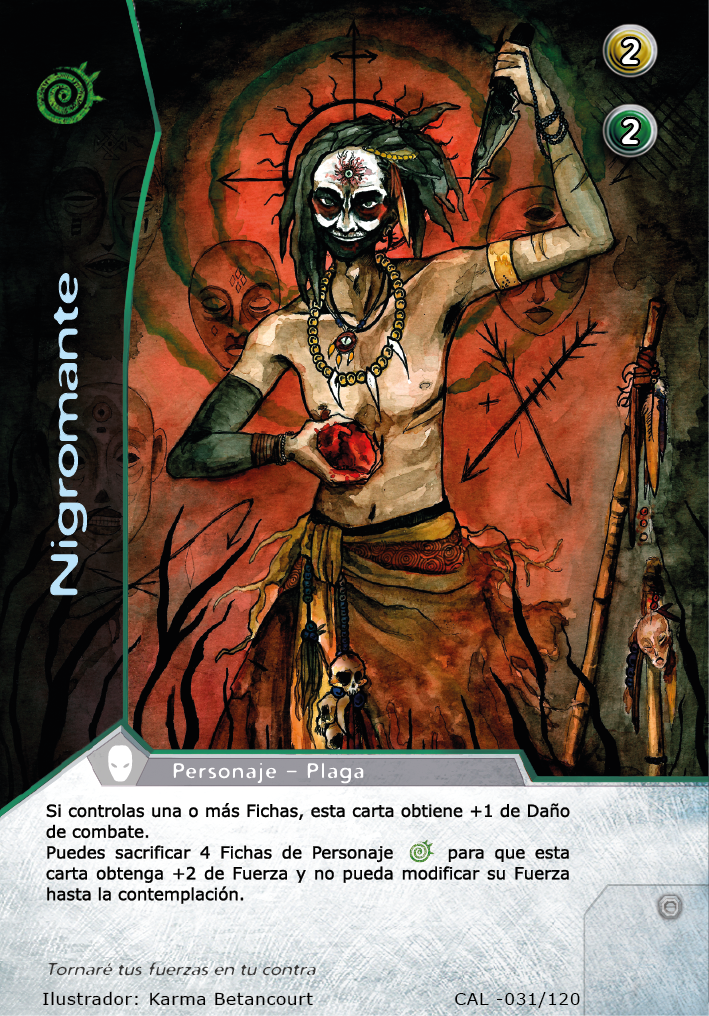 2
2
Nigromante
Personaje – Plaga
Si controlas una o más Fichas, esta carta obtiene +1 de Daño
de combate.
Puedes sacrificar 4 Fichas de Personaje para que esta
carta obtenga +2 de Fuerza y no pueda modificar su Fuerza
hasta la contemplación.
Tornaré tus fuerzas en tu contra
Ilustrador: Karma Betancourt
CAL -031/120